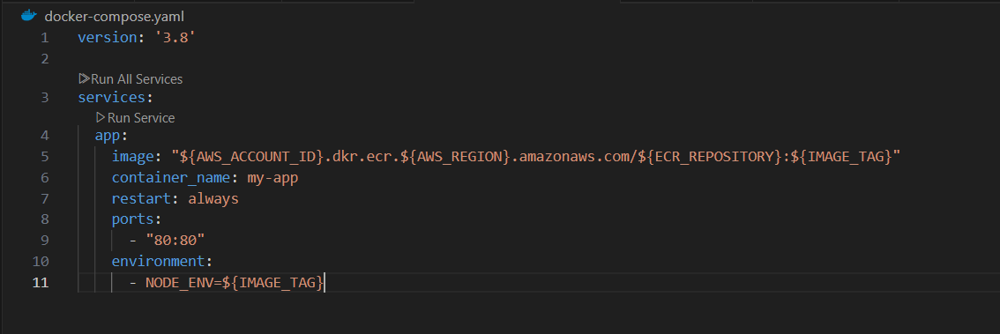 docker-compose.yaml
1 version: '3.8'
2
Run All Services
3 services:
Run Service
4 app:
5 image: "${AWS_ACCOUNT_ID}.dkr.ecr.${AWS_REGION}.amazonaws.com/${ECR_REPOSITORY}:${IMAGE_TAG}"
6 container_name: my-app
7 restart: always
8 ports:
9 - "80:80"
10 environment:
11 - NODE_ENV=${IMAGE_TAG}